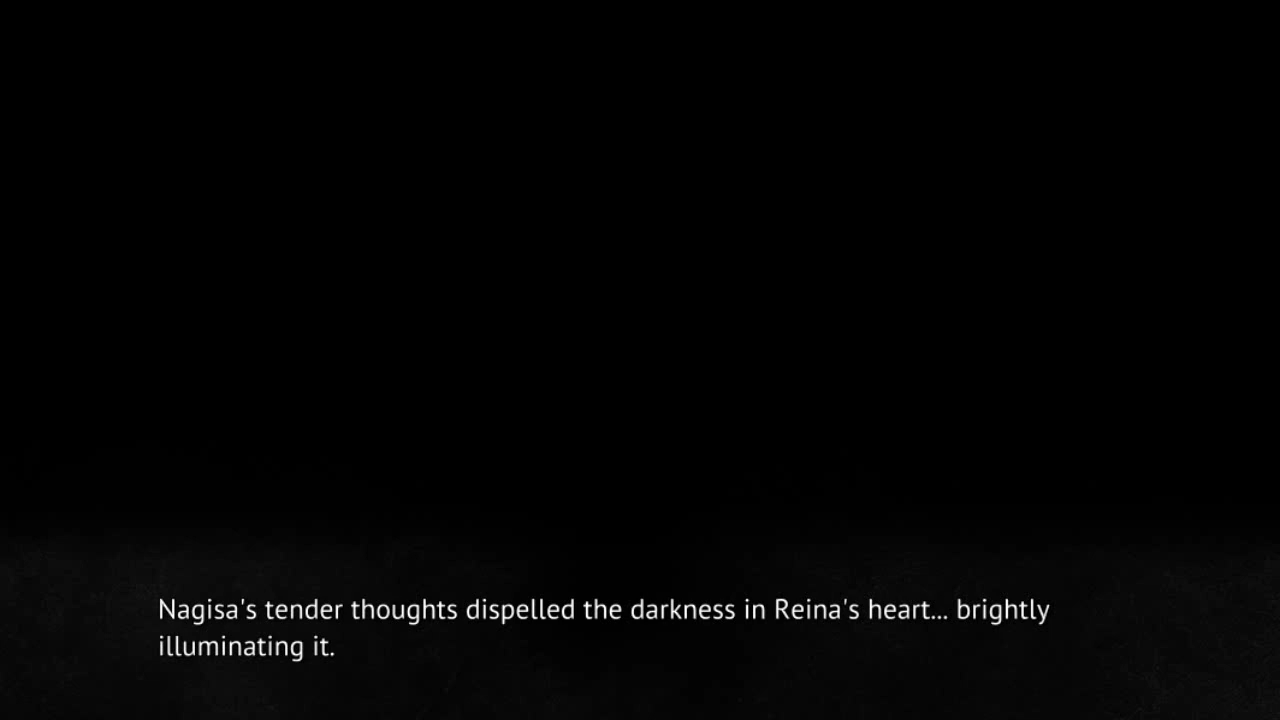 Nagisa's tender thoughts dispelled the darkness in Reina's heart... brightly
illuminating it.